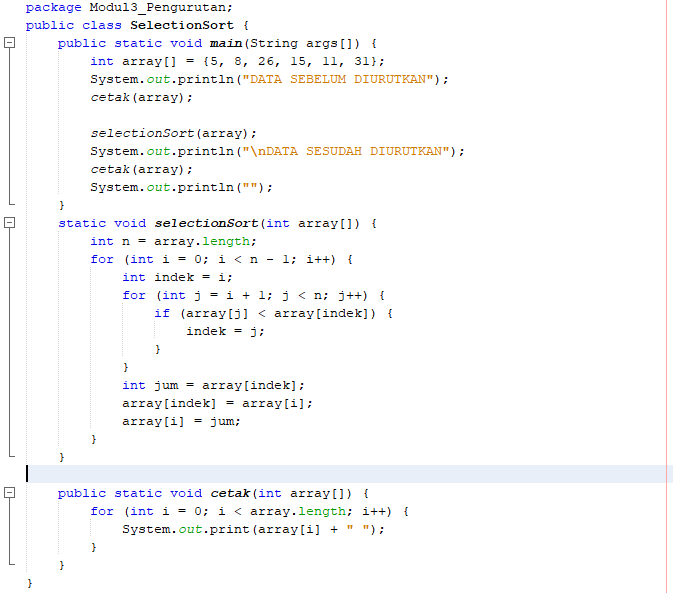 package Modul3_Pengurutan;
public class SelectionSort {
    public static void main(String args[]) {
        int array[] = {5, 8, 26, 15, 11, 31};
        System.out.println("DATA SEBELUM DIURUTKAN");
        cetak(array);

        selectionSort(array);
        System.out.println("\nDATA SESUDAH DIURUTKAN");
        cetak(array);
        System.out.println("");
    }
    static void selectionSort(int array[]) {
        int n = array.length;
        for (int i = 0; i < n - 1; i++) {
            int indek = i;
            for (int j = i + 1; j < n; j++) {
                if (array[j] < array[indek]) {
                    indek = j;
                }
            }
            int jum = array[indek];
            array[indek] = array[i];
            array[i] = jum;
        }
    }

    public static void cetak(int array[]) {
        for (int i = 0; i < array.length; i++) {
            System.out.print(array[i] + " ");
        }
    }
}